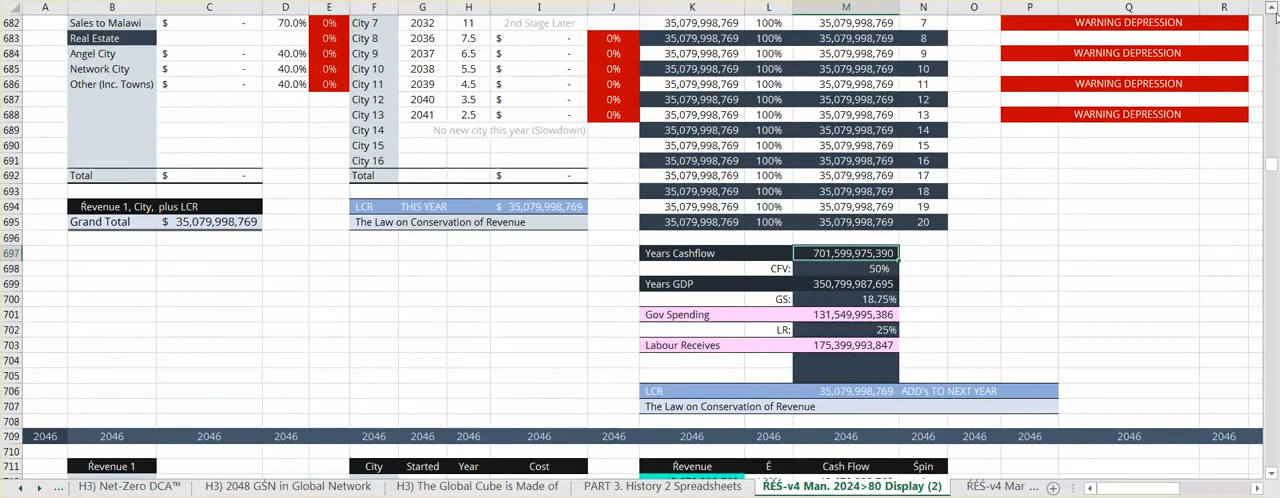 A B C D E F G H I J K L M N O P Q R
682 Sales to Malawi $ - 70.0% 0% City 7 2032 11 2nd Stage Later 35,079,998,769 100% 35,079,998,769 7 WARNING DEPRESSION
683 Real Estate 0% City 8 2036 7.5 $ - 0% 35,079,998,769 100% 35,079,998,769 8
684 Angel City $ - 40.0% 0% City 9 2037 6.5 $ - 0% 35,079,998,769 100% 35,079,998,769 9 WARNING DEPRESSION
685 Network City $ - 40.0% 0% City 10 2038 5.5 $ - 0% 35,079,998,769 100% 35,079,998,769 10
686 Other (Inc. Towns) $ - 40.0% 0% City 11 2039 4.5 $ - 0% 35,079,998,769 100% 35,079,998,769 11 WARNING DEPRESSION
687 City 12 2040 3.5 $ - 0% 35,079,998,769 100% 35,079,998,769 12
688 City 13 2041 2.5 $ - 0% 35,079,998,769 100% 35,079,998,769 13 WARNING DEPRESSION
689 City 14 No new city this year (Slowdown) 35,079,998,769 100% 35,079,998,769 14
690 City 15 35,079,998,769 100% 35,079,998,769 15
691 City 16 35,079,998,769 100% 35,079,998,769 16
692 Total $ - Total $ - 35,079,998,769 100% 35,079,998,769 17
693 35,079,998,769 100% 35,079,998,769 18
694 Ŕevenue 1, City, plus LCR LCR THIS YEAR $ 35,079,998,769 35,079,998,769 100% 35,079,998,769 19
695 Grand Total $ 35,079,998,769 The Law on Conservation of Revenue 35,079,998,769 100% 35,079,998,769 20
696
697 Years Cashflow 701,599,975,390
698 CFV: 50%
699 Years GDP 350,799,987,695
700 GS: 18.75%
701 Gov Spending 131,549,995,386
702 LR: 25%
703 Labour Receives 175,399,993,847
704
705
706 LCR 35,079,998,769 ADD's TO NEXT YEAR
707 The Law on Conservation of Revenue
708
709 2046 2046 2046 2046 2046 2046 2046 2046 2046 2046 2046 2046 2046 2046 2046 2046 2046 2046
710
711 Ŕevenue 1 City Started Year Cost Ŕevenue É Cash Flow Śpin
... H3) Net-Zero DCA™ H3) 2048 GŚN in Global Network H3) The Global Cube is Made of PART 3. History 2 Spreadsheets ŔÉŚ-v4 Man. 2024>80 Display (2) ŔÉŚ-v4 Mar ...